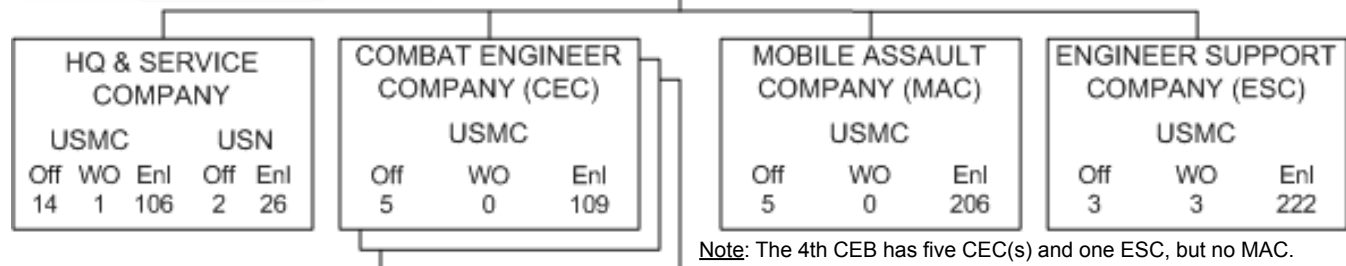 HQ & SERVICE
COMPANY
USMC USN
Off WO Enl Off Enl
14 1 106 2 26
COMBAT ENGINEER
COMPANY (CEC)
USMC
Off WO Enl
5 0 109
MOBILE ASSAULT
COMPANY (MAC)
USMC
Off WO Enl
5 0 206
ENGINEER SUPPORT
COMPANY (ESC)
USMC
Off WO Enl
3 3 222
Note: The 4th CEB has five CEC(s) and one ESC, but no MAC.